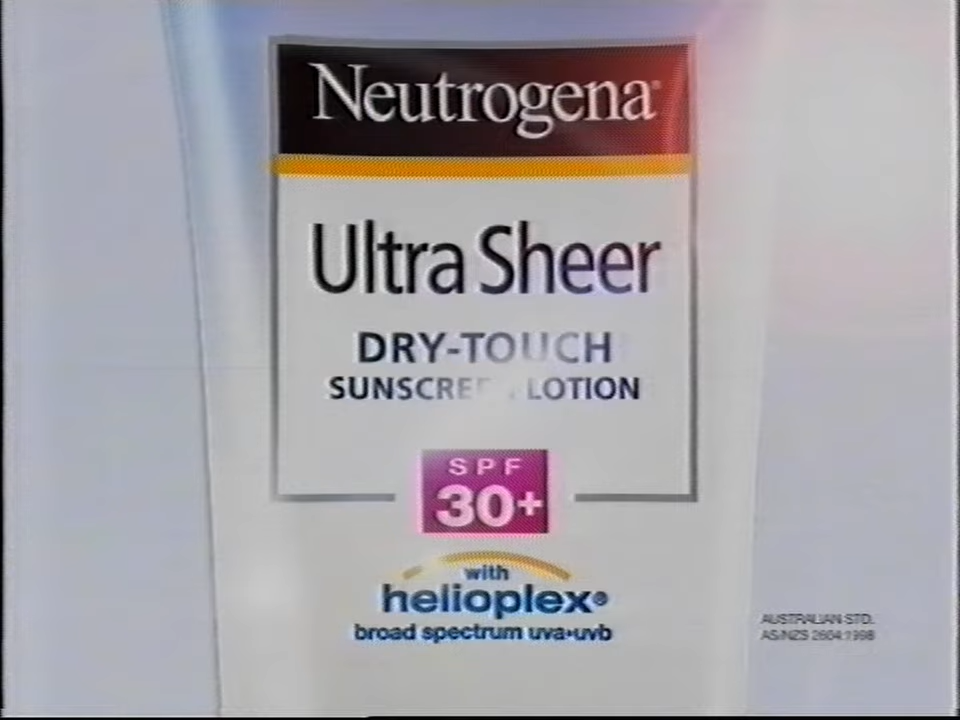 Neutrogena®
Ultra Sheer
DRY-TOUCH
SUNSCREEN LOTION
SPF
30+
with
helioplex®
broad spectrum uva•uvb
AUSTRALIAN STD.
AS/NZS 2604:1998